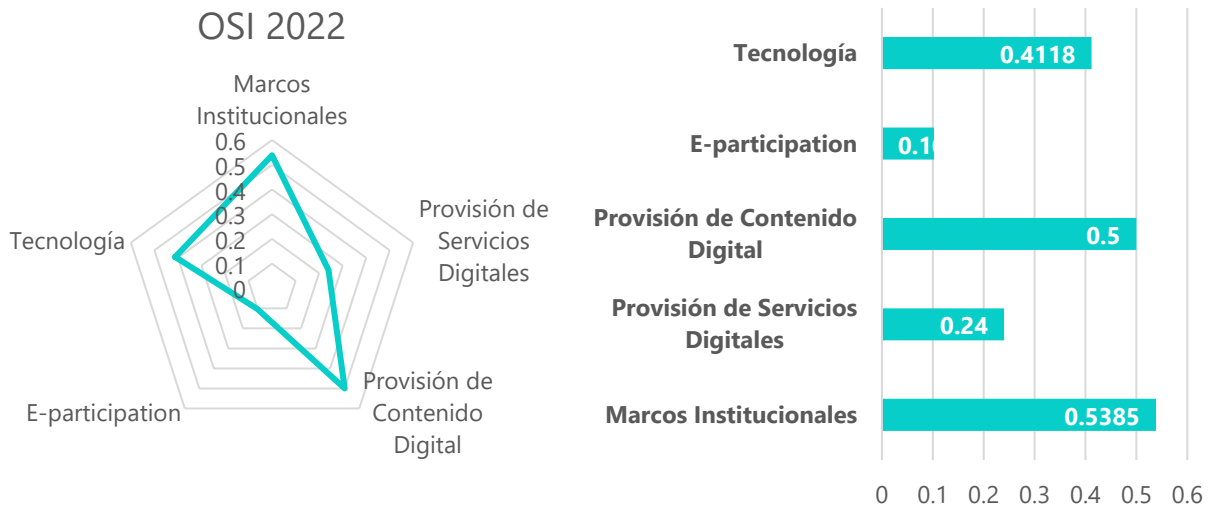 OSI 2022
Marcos
Institucionales
0.6
0.5
0.4
0.3
0.2
0.1
0
Provisión de
Servicios
Digitales
Provisión de
Contenido
Digital
E-participation
Tecnología
Tecnología
0.4118
E-participation
Provisión de Contenido
Digital
0.5
Provisión de Servicios
Digitales
0.24
Marcos Institucionales
0.5385
0 0.1 0.2 0.3 0.4 0.5 0.6